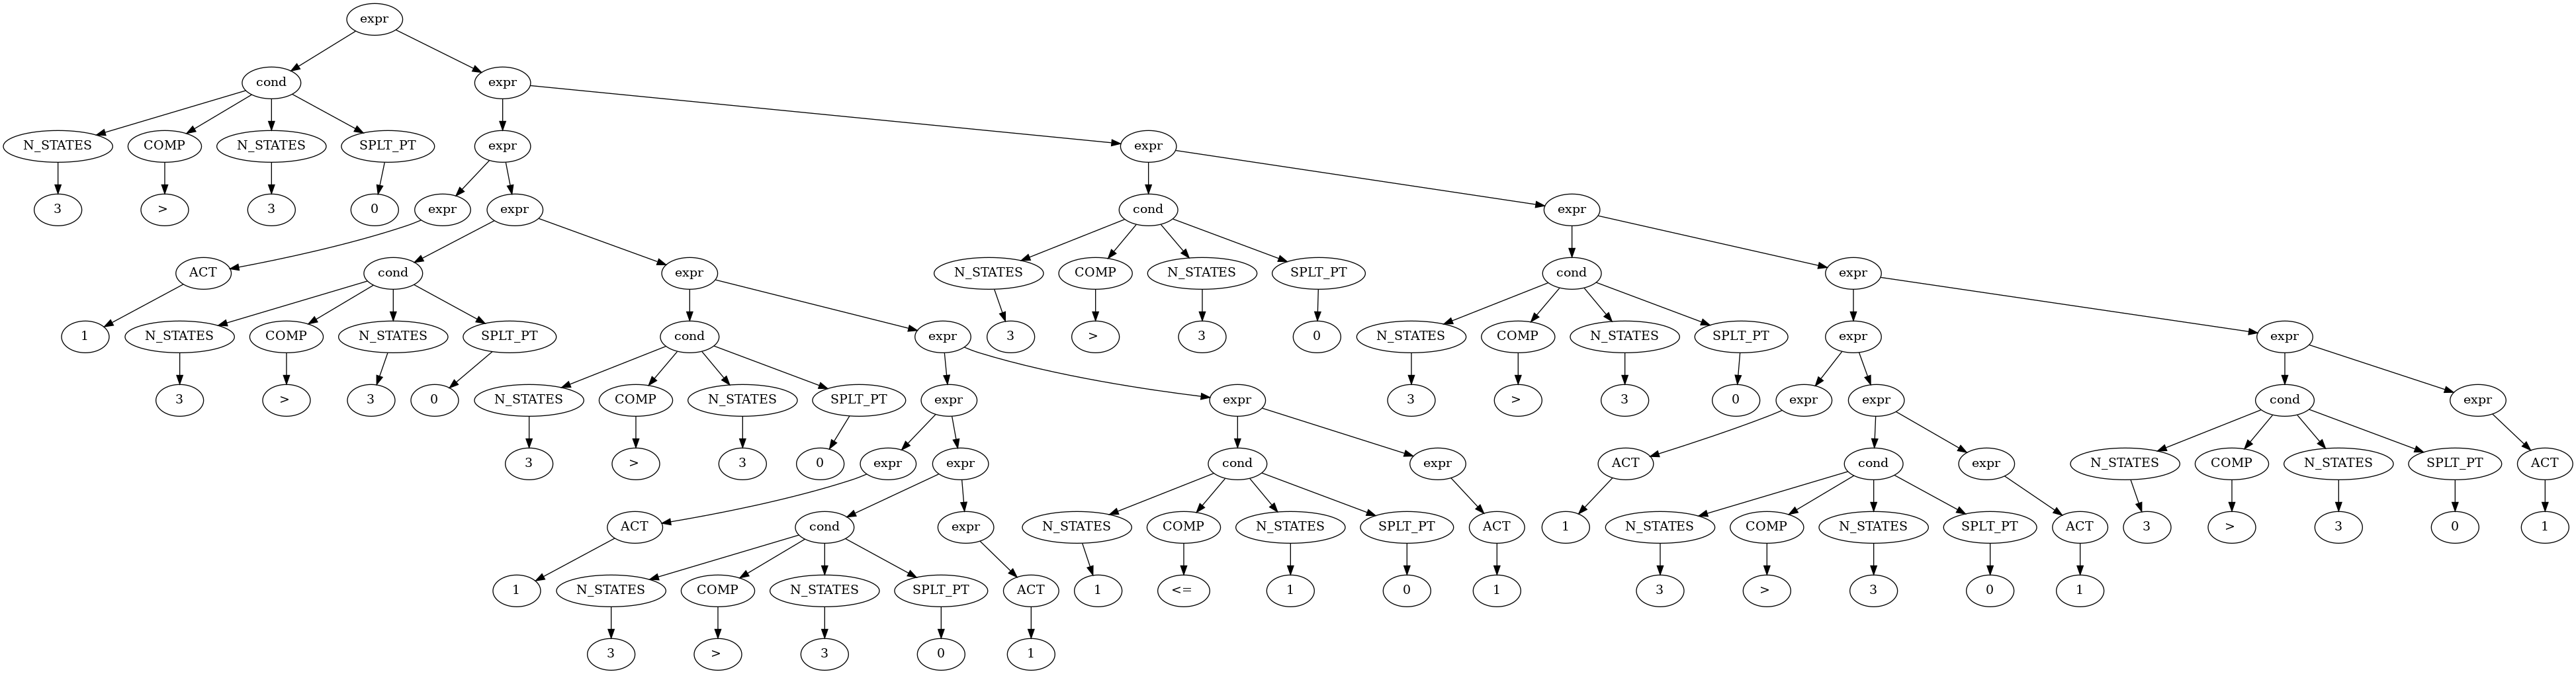 expr
cond expr
N_STATES COMP N_STATES SPLT_PT expr expr
3 > 3 0 expr expr cond expr
ACT cond expr N_STATES COMP N_STATES SPLT_PT cond expr
1 N_STATES COMP N_STATES SPLT_PT cond expr 3 > 3 0 N_STATES COMP N_STATES SPLT_PT expr expr
3 > 3 0 N_STATES COMP N_STATES SPLT_PT expr expr 3 > 3 0 expr expr cond expr
3 > 3 0 expr expr cond expr ACT cond expr N_STATES COMP N_STATES SPLT_PT ACT
ACT cond expr N_STATES COMP N_STATES SPLT_PT ACT 1 N_STATES COMP N_STATES SPLT_PT ACT 3 > 3 0 1
1 N_STATES COMP N_STATES SPLT_PT ACT 1 <= 1 0 1 3 > 3 0 1
3 > 3 0 1